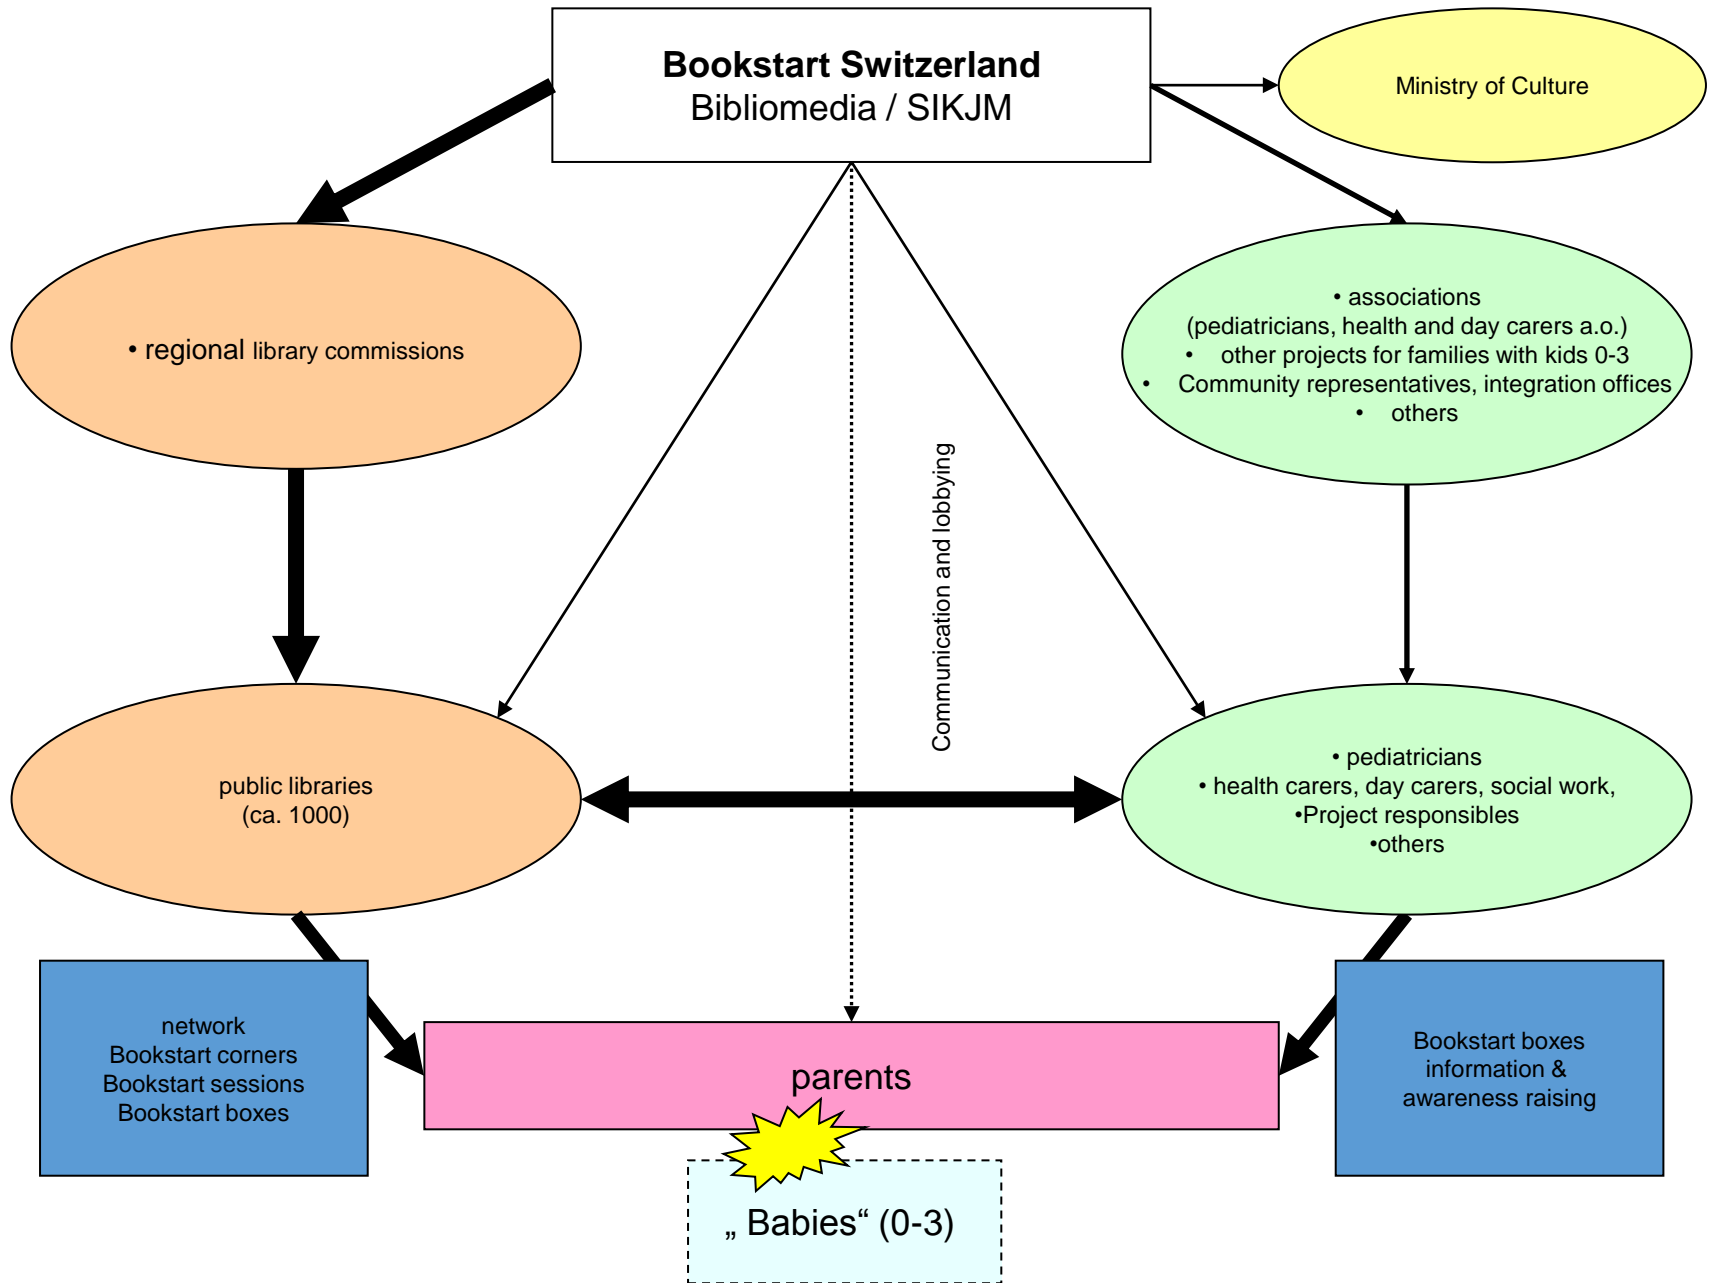 Bookstart Switzerland
Bibliomedia / SIKJM
Ministry of Culture
• regional library commissions
• associations
(pediatricians, health and day carers a.o.)
• other projects for families with kids 0-3
• Community representatives, integration offices
• others
Communication and lobbying
public libraries
(ca. 1000)
• pediatricians
• health carers, day carers, social work,
•Project responsibles
•others
network
Bookstart corners
Bookstart sessions
Bookstart boxes
parents
Bookstart boxes
information &
awareness raising
„ Babies“ (0-3)